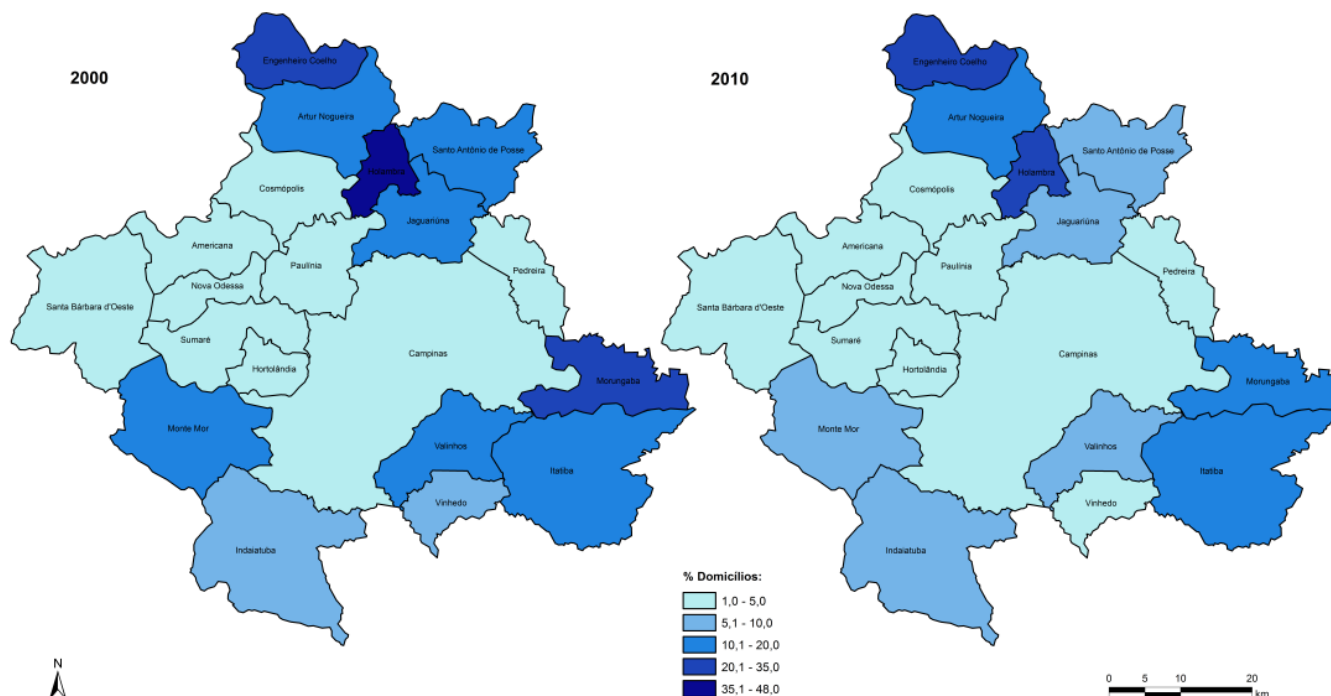 2000
Engenheiro Coelho
Artur Nogueira
Santo Antônio de Posse
Holambra
Cosmópolis
Jaguariúna
Americana
Paulínia
Pedreira
Nova Odessa
Santa Bárbara d'Oeste
Sumaré
Campinas
Hortolândia
Morungaba
Monte Mor
Valinhos
Itatiba
Vinhedo
Indaiatuba
2010
Engenheiro Coelho
Artur Nogueira
Santo Antônio de Posse
Holambra
Cosmópolis
Jaguariúna
Americana
Paulínia
Pedreira
Nova Odessa
Santa Bárbara d'Oeste
Sumaré
Campinas
Hortolândia
Morungaba
Monte Mor
Valinhos
Itatiba
Vinhedo
Indaiatuba
% Domicílios:
1,0 - 5,0
5,1 - 10,0
10,1 - 20,0
20,1 - 35,0
35,1 - 48,0
N
0 5 10 20
km